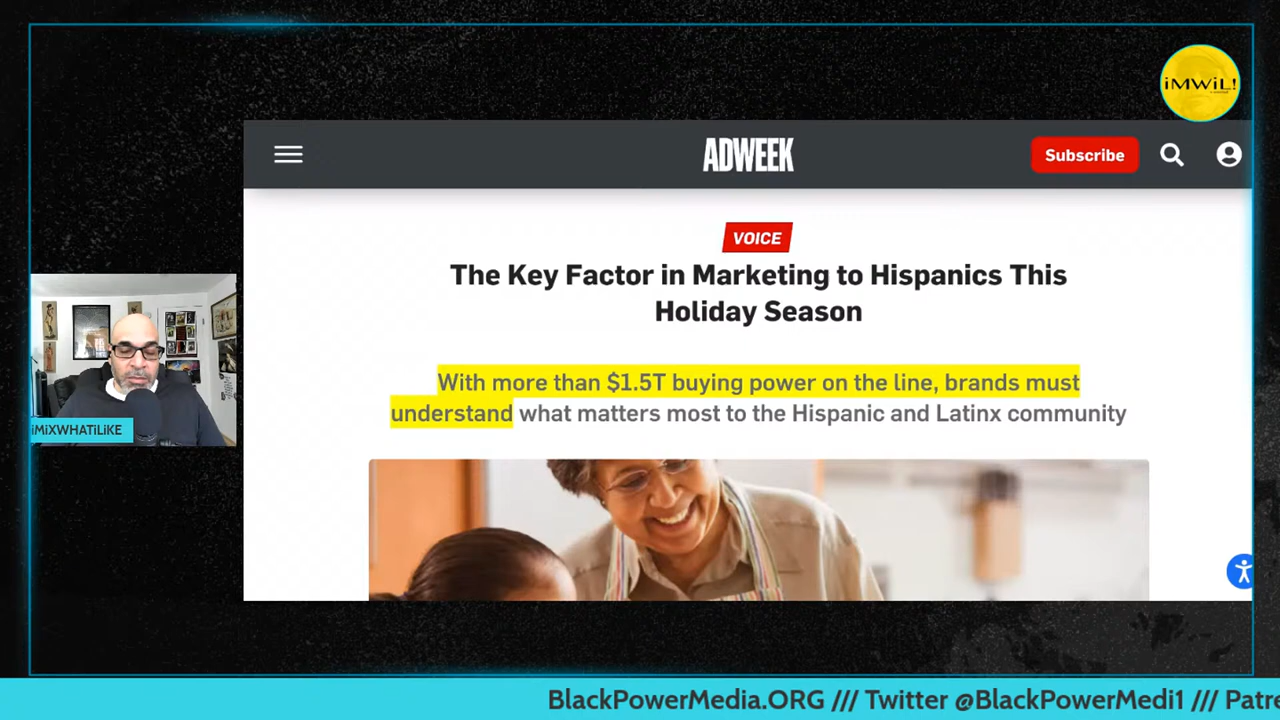 iMWiL!
ADWEEK
Subscribe
VOICE
The Key Factor in Marketing to Hispanics This
Holiday Season
With more than $1.5T buying power on the line, brands must
understand what matters most to the Hispanic and Latinx community
iMiXWHATiLiKE
BlackPowerMedia.ORG /// Twitter @BlackPowerMedi1 /// Patre